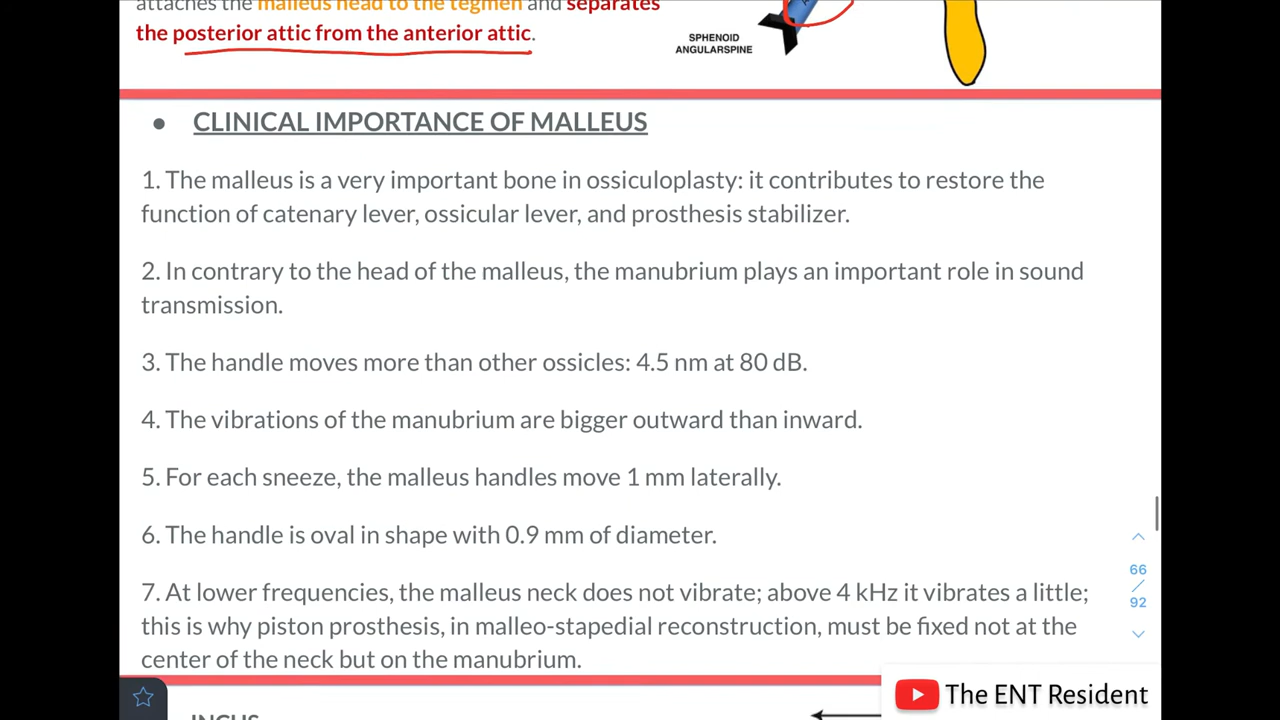 attaches the malleus head to the tegmen and separates
the posterior attic from the anterior attic.
SPHENOID
ANGULARSPINE
● CLINICAL IMPORTANCE OF MALLEUS
1. The malleus is a very important bone in ossiculoplasty: it contributes to restore the
function of catenary lever, ossicular lever, and prosthesis stabilizer.
2. In contrary to the head of the malleus, the manubrium plays an important role in sound
transmission.
3. The handle moves more than other ossicles: 4.5 nm at 80 dB.
4. The vibrations of the manubrium are bigger outward than inward.
5. For each sneeze, the malleus handles move 1 mm laterally.
6. The handle is oval in shape with 0.9 mm of diameter.
7. At lower frequencies, the malleus neck does not vibrate; above 4 kHz it vibrates a little;
this is why piston prosthesis, in malleo-stapedial reconstruction, must be fixed not at the
center of the neck but on the manubrium.
66
/
92
The ENT Resident
INCUS